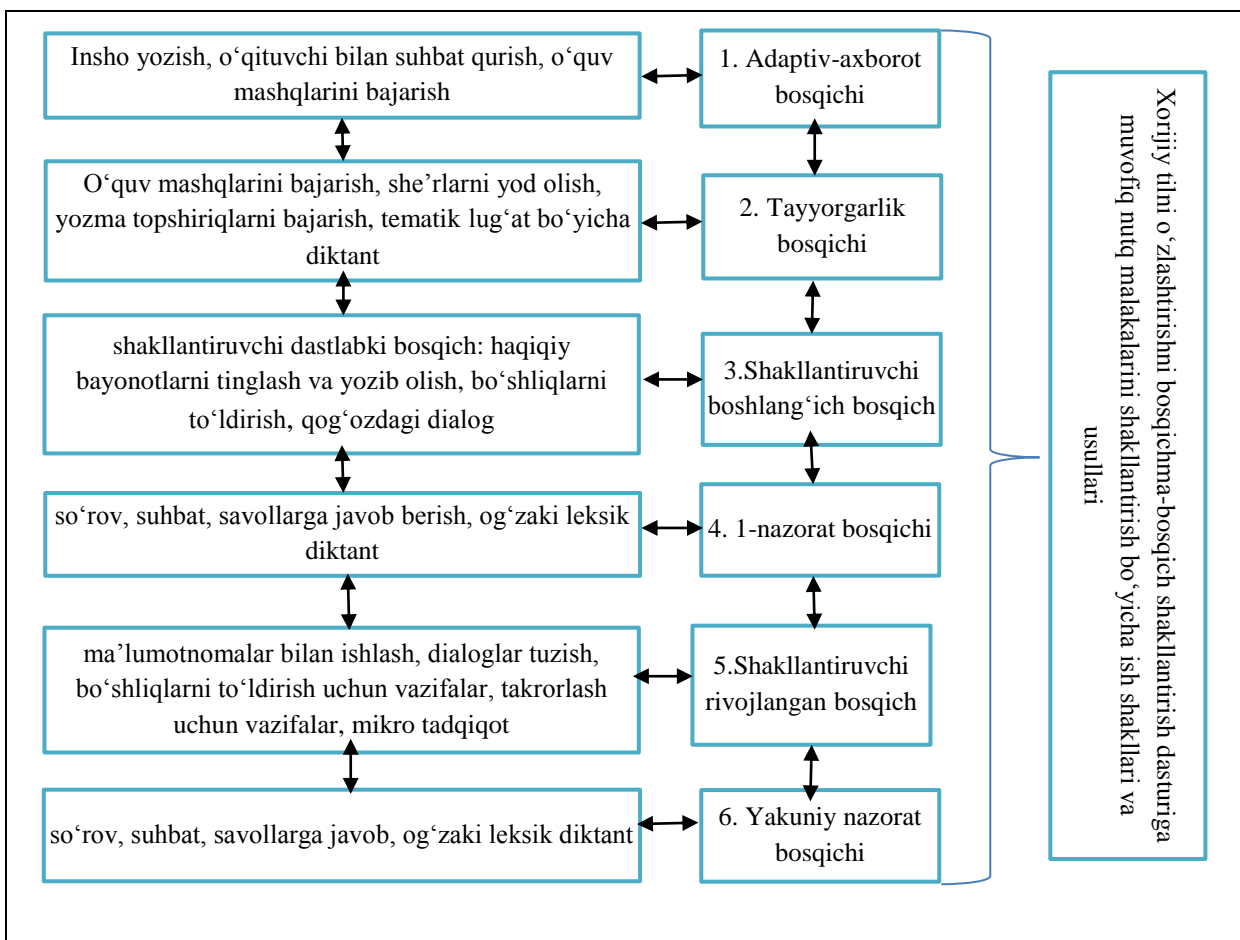 Insho yozish, o‘qituvchi bilan suhbat qurish, o‘quv
mashqlarini bajarish
1. Adaptiv-axborot
bosqichi
O‘quv mashqlarini bajarish, she’rlarni yod olish,
yozma topshiriqlarni bajarish, tematik lug‘at bo‘yicha
diktant
2. Tayyorgarlik
bosqichi
shakllantiruvchi dastlabki bosqich: haqiqiy
bayonotlarni tinglash va yozib olish, bo‘shliqlarni
to‘ldirish, qog‘ozdagi dialog
3.Shakllantiruvchi
boshlang‘ich bosqich
so‘rov, suhbat, savollarga javob berish, og‘zaki leksik
diktant
4. 1-nazorat bosqichi
ma’lumotnomalar bilan ishlash, dialoglar tuzish,
bo‘shliqlarni to‘ldirish uchun vazifalar, takrorlash
uchun vazifalar, mikro tadqiqot
5.Shakllantiruvchi
rivojlangan bosqich
so‘rov, suhbat, savollarga javob, og‘zaki leksik diktant
6. Yakuniy nazorat
bosqichi
Xorijiy tilni o‘zlashtirishni bosqichma-bosqich shakllantirish dasturiga
muvofiq nutq malakalarini shakllantirish bo‘yicha ish shakllari va
usullari